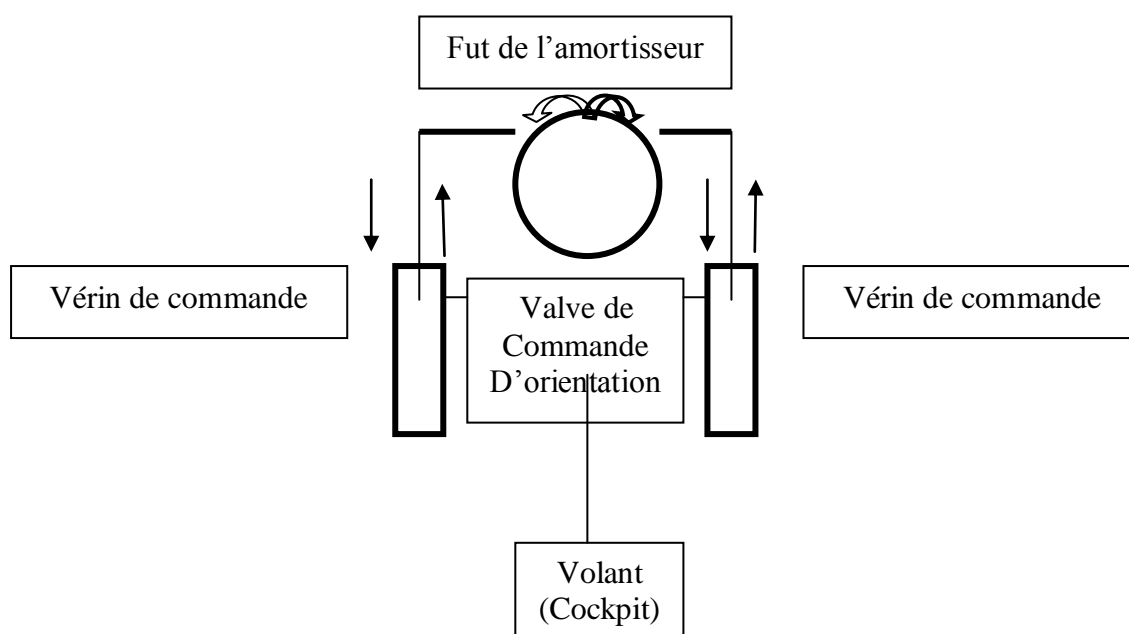 Fut de l’amortisseur
Vérin de commande
Valve de
Commande
D’orientation
Vérin de commande
Volant
(Cockpit)